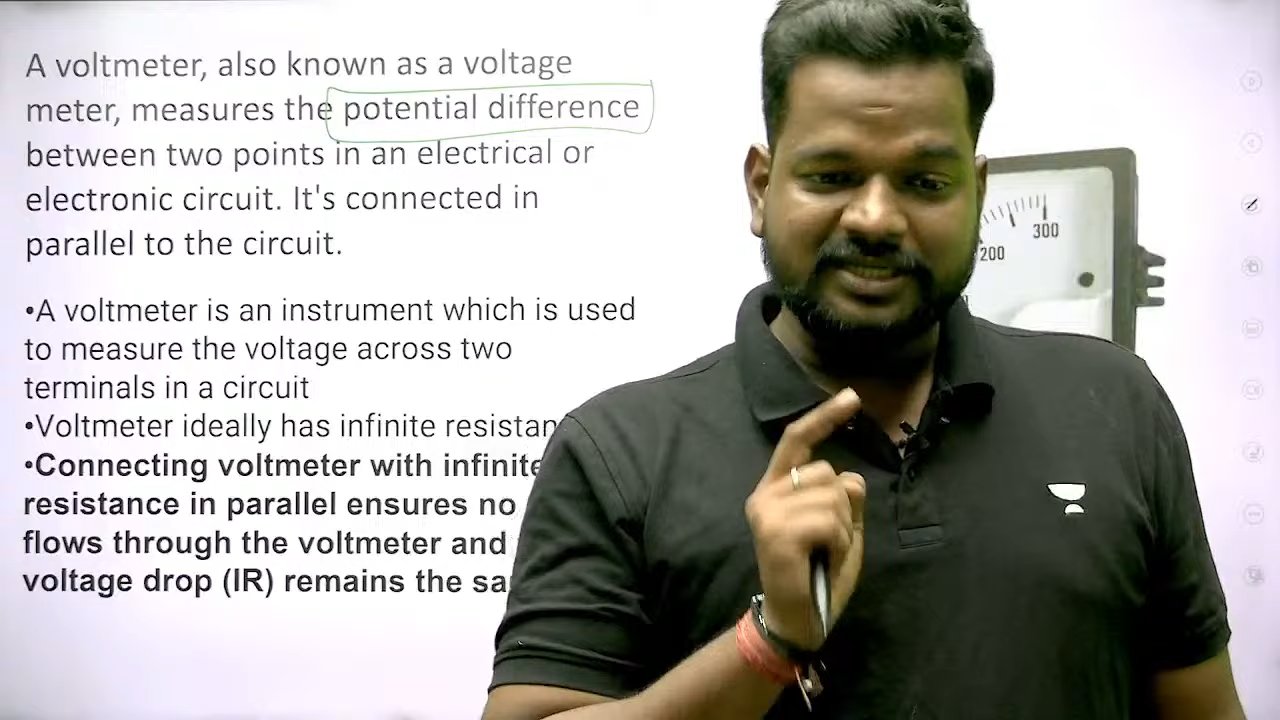 A voltmeter, also known as a voltage
meter, measures the potential difference
between two points in an electrical or
electronic circuit. It's connected in
parallel to the circuit.
•A voltmeter is an instrument which is used
to measure the voltage across two
terminals in a circuit
•Voltmeter ideally has infinite
•Connecting voltmeter with infinite
resistance in parallel ensures no
flows through the voltmeter and
voltage drop (IR) remains the
200
300